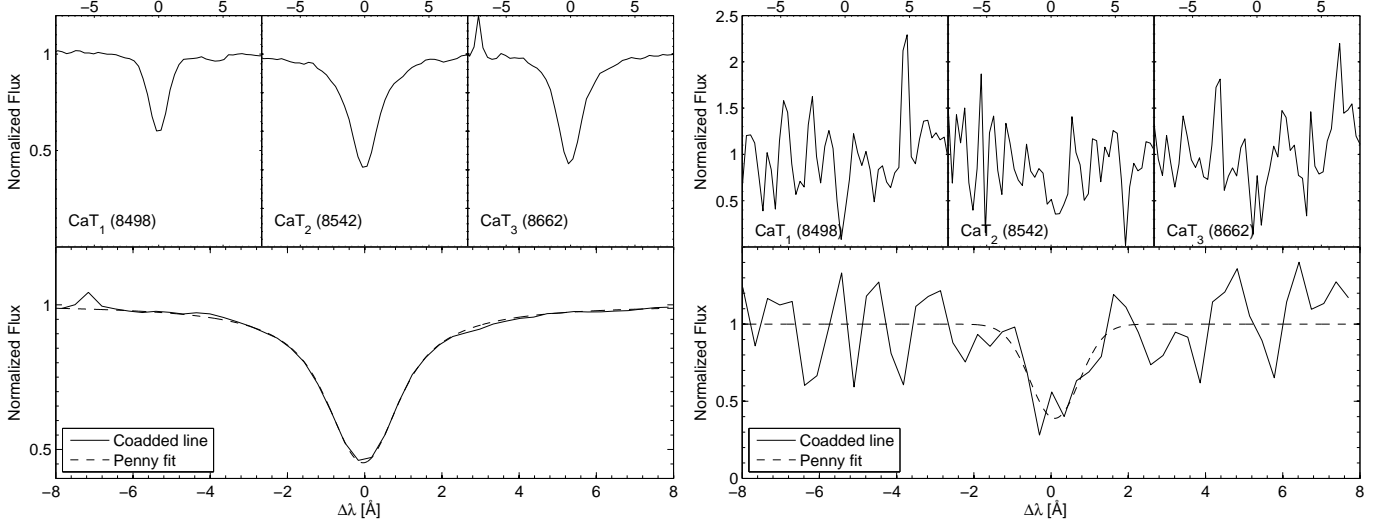 −5 0 5 −5 0 5 −5 0 5
1
0.5
Normalized Flux
CaT1 (8498)
CaT2 (8542)
CaT3 (8662)
1
0.5
Normalized Flux
Coadded line
Penny fit
−8 −6 −4 −2 0 2 4 6 8
Δλ [Å]
−5 0 5 −5 0 5 −5 0 5
2.5
2
1.5
1
0.5
0
Normalized Flux
CaT1 (8498)
CaT2 (8542)
CaT3 (8662)
1
0.5
0
Normalized Flux
Coadded line
Penny fit
−8 −6 −4 −2 0 2 4 6 8
Δλ [Å]